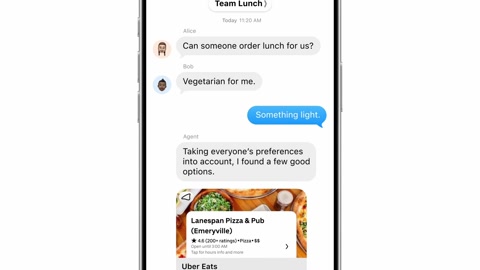 Team Lunch
Today 11:20 AM
Alice
Can someone order lunch for us?
Bob
Vegetarian for me.
Something light.
Agent
Taking everyone’s preferences
into account, I found a few good
options.
Lanespan Pizza & Pub
(Emeryville)
★ 4.6 (200+ ratings) • Pizza • $$
Open until 3:00 AM
Tap for hours info and more
Uber Eats